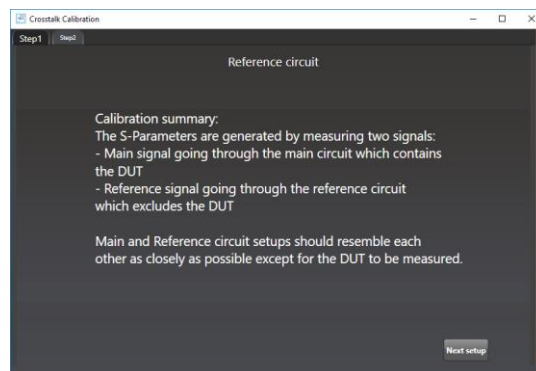 Crosstalk Calibration
Step1 Step2
Reference circuit
Calibration summary:
The S-Parameters are generated by measuring two signals:
- Main signal going through the main circuit which contains
the DUT
- Reference signal going through the reference circuit
which excludes the DUT
Main and Reference circuit setups should resemble each
other as closely as possible except for the DUT to be measured.
Next setup